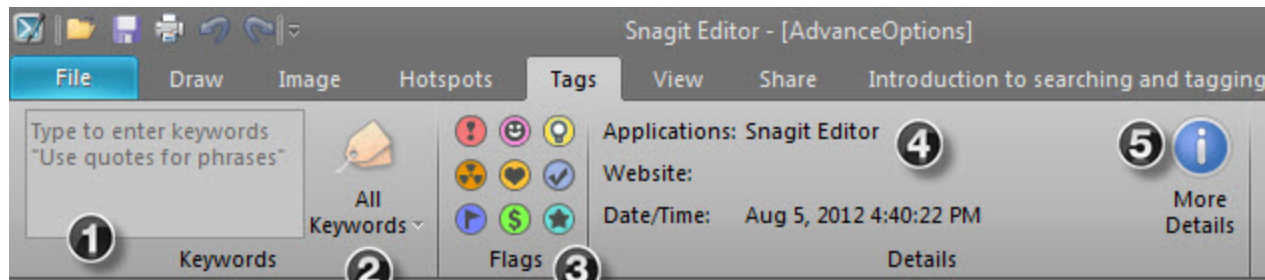 Snagit Editor - [AdvanceOptions]
File Draw Image Hotspots Tags View Share Introduction to searching and tagging
Type to enter keywords
"Use quotes for phrases"
1
All
Keywords
2
Keywords
$
Flags
3
Applications: Snagit Editor
4
Website:
Date/Time: Aug 5, 2012 4:40:22 PM
Details
5
i
More
Details